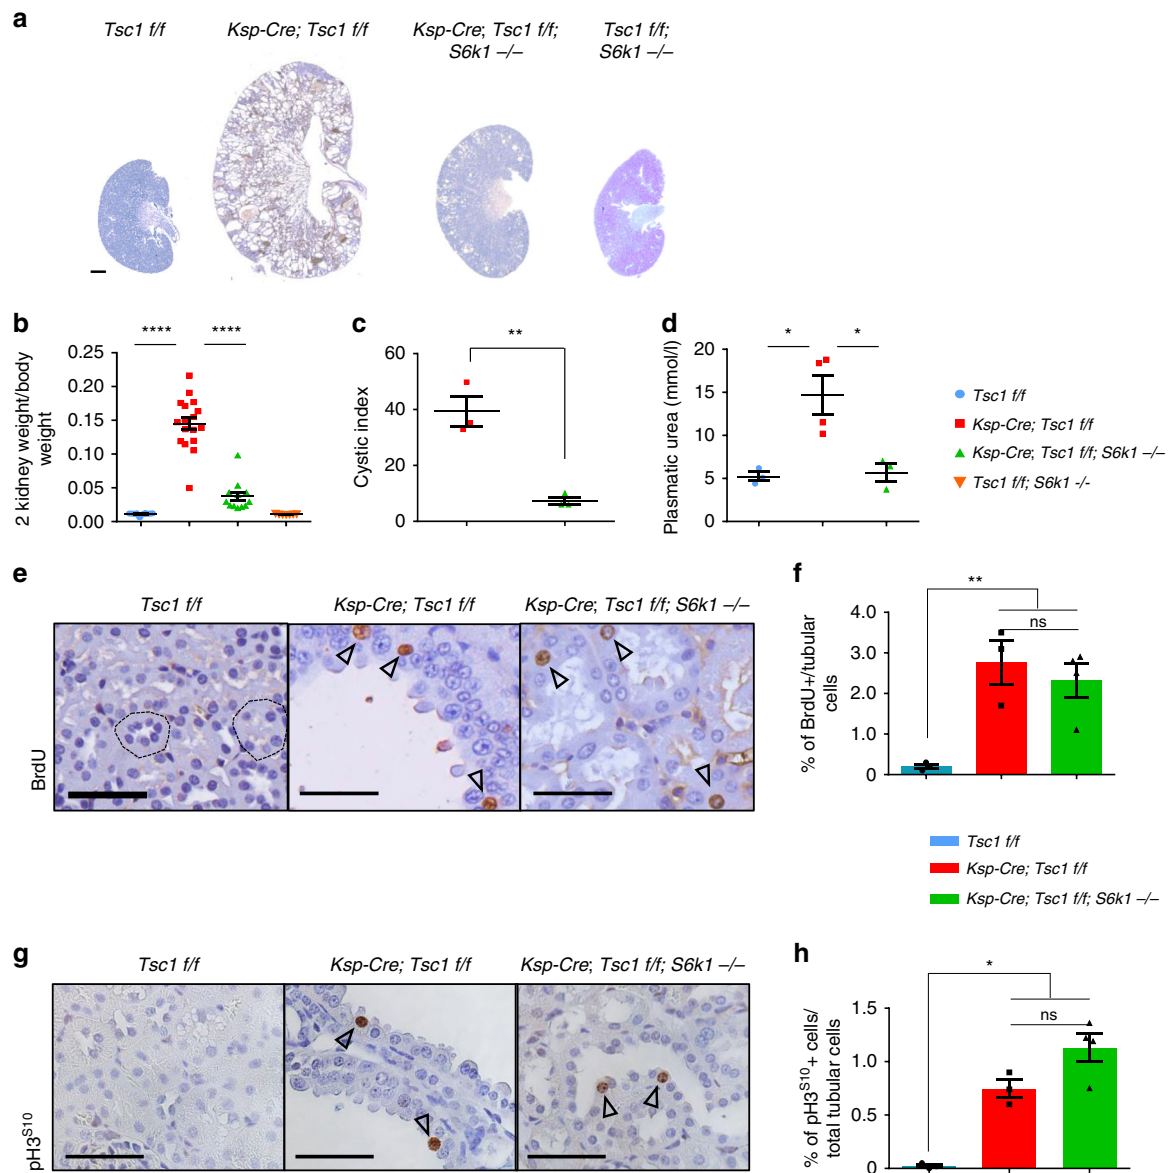 a
Tsc1 f/f
Ksp-Cre; Tsc1 f/f
Ksp-Cre; Tsc1 f/f;
S6k1 –/–
Tsc1 f/f;
S6k1 –/–
b
**** ****
2 kidney weight/body
weight
0.25
0.20
0.15
0.10
0.05
0.00
c
**
Cystic index
60
40
20
0
d
* *
Plasmatic urea (mmol/l)
20
15
10
5
0
Tsc1 f/f
Ksp-Cre; Tsc1 f/f
Ksp-Cre; Tsc1 f/f; S6k1 –/–
Tsc1 f/f; S6k1 -/-
e
Tsc1 f/f
Ksp-Cre; Tsc1 f/f
Ksp-Cre; Tsc1 f/f; S6k1 –/–
BrdU
f
**
ns
% of BrdU+/tubular
cells
4.0
3.0
2.0
1.0
0
Tsc1 f/f
Ksp-Cre; Tsc1 f/f
Ksp-Cre; Tsc1 f/f; S6k1 –/–
g
Tsc1 f/f
Ksp-Cre; Tsc1 f/f
Ksp-Cre; Tsc1 f/f; S6k1 –/–
pH3S10
h
*
ns
% of pH3S10+ cells/
total tubular cells
1.5
1.0
0.5
0